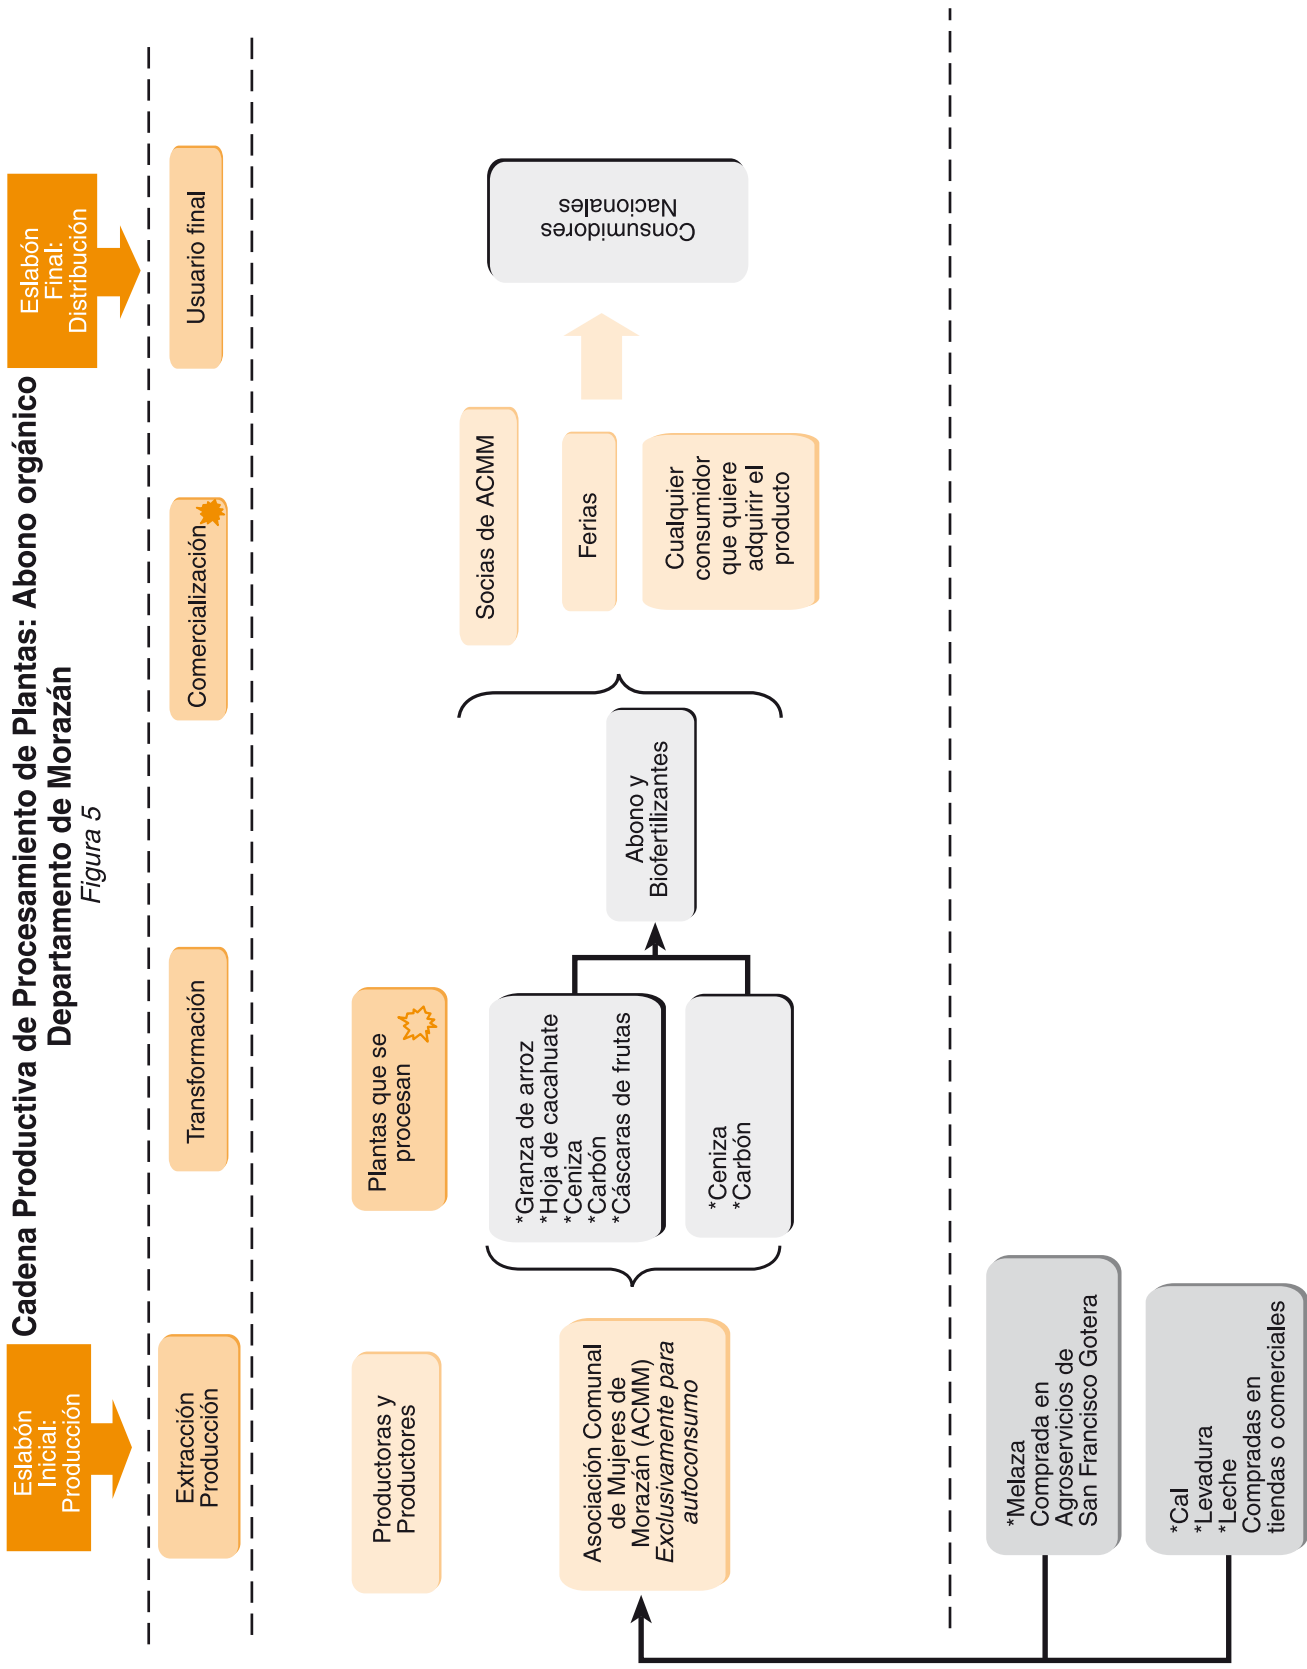 Cadena Productiva de Procesamiento de Plantas: Abono orgánico
Departamento de Morazán
Figura 5
Eslabón
Inicial:
Producción
Eslabón
Final:
Distribución
Extracción
Producción
Transformación
Comercialización
Usuario final
Productoras y
Productores
Plantas que se
procesan
Asociación Comunal
de Mujeres de
Morazán (ACMM)
Exclusivamente para
autoconsumo
*Granza de arroz
*Hoja de cacahuate
*Ceniza
*Carbón
*Cáscaras de frutas
*Ceniza
*Carbón
Abono y
Biofertilizantes
Socias de ACMM
Ferias
Cualquier
consumidor
que quiere
adquirir el
producto
Consumidores
Nacionales
*Melaza
Comprada en
Agroservicios de
San Francisco Gotera
*Cal
*Levadura
*Leche
Compradas en
tiendas o comerciales